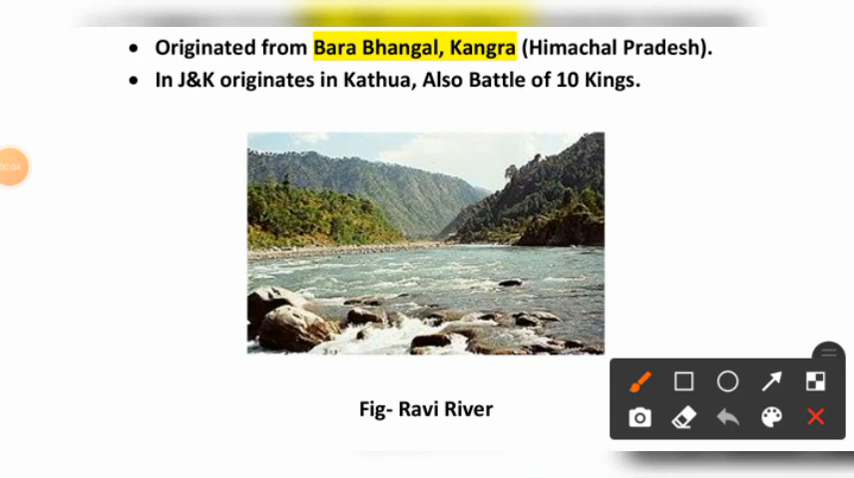 • Originated from Bara Bhangal, Kangra (Himachal Pradesh).
• In J&K originates in Kathua, Also Battle of 10 Kings.
Fig- Ravi River